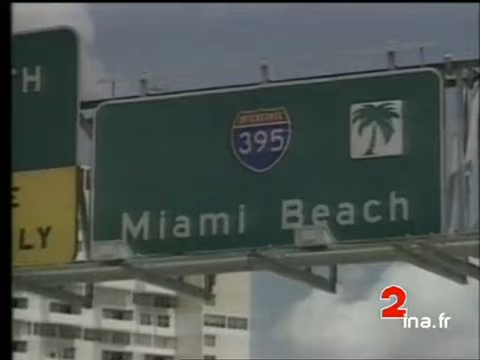 TH
E
LY
INTERSTATE
395
Miami Beach
2
ina.fr